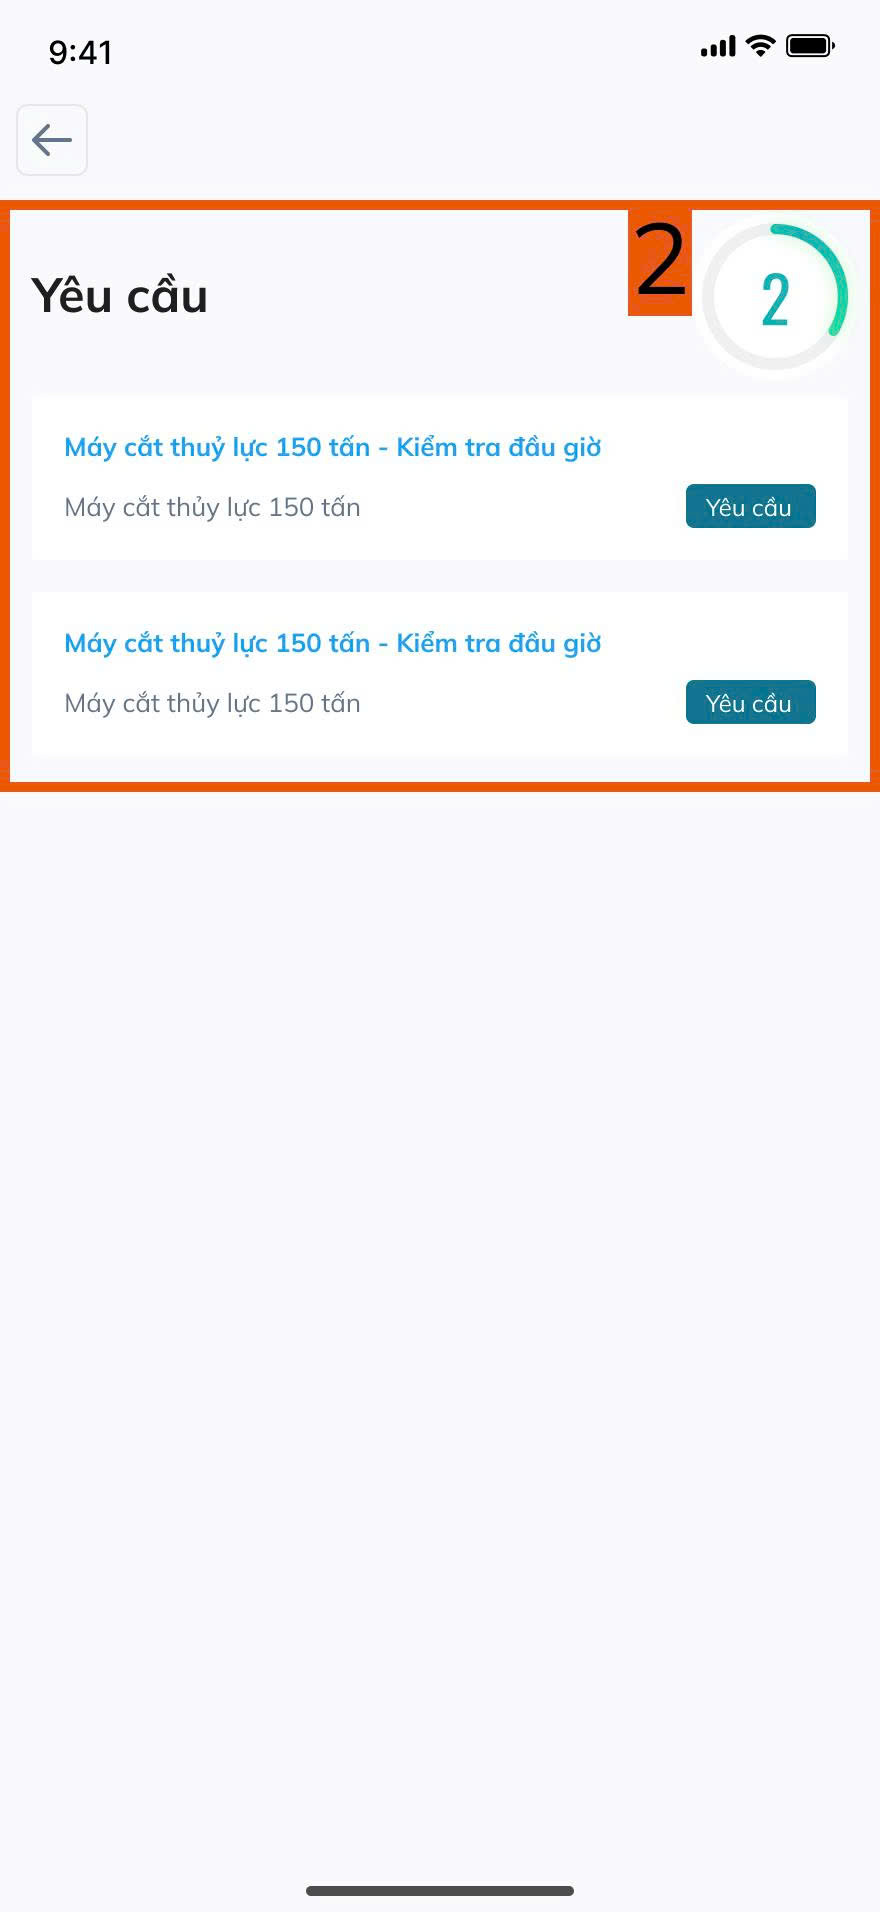 9:41
Yêu cầu
2
2
Máy cắt thuỷ lực 150 tấn - Kiểm tra đầu giờ
Máy cắt thủy lực 150 tấn
Yêu cầu
Máy cắt thuỷ lực 150 tấn - Kiểm tra đầu giờ
Máy cắt thủy lực 150 tấn
Yêu cầu